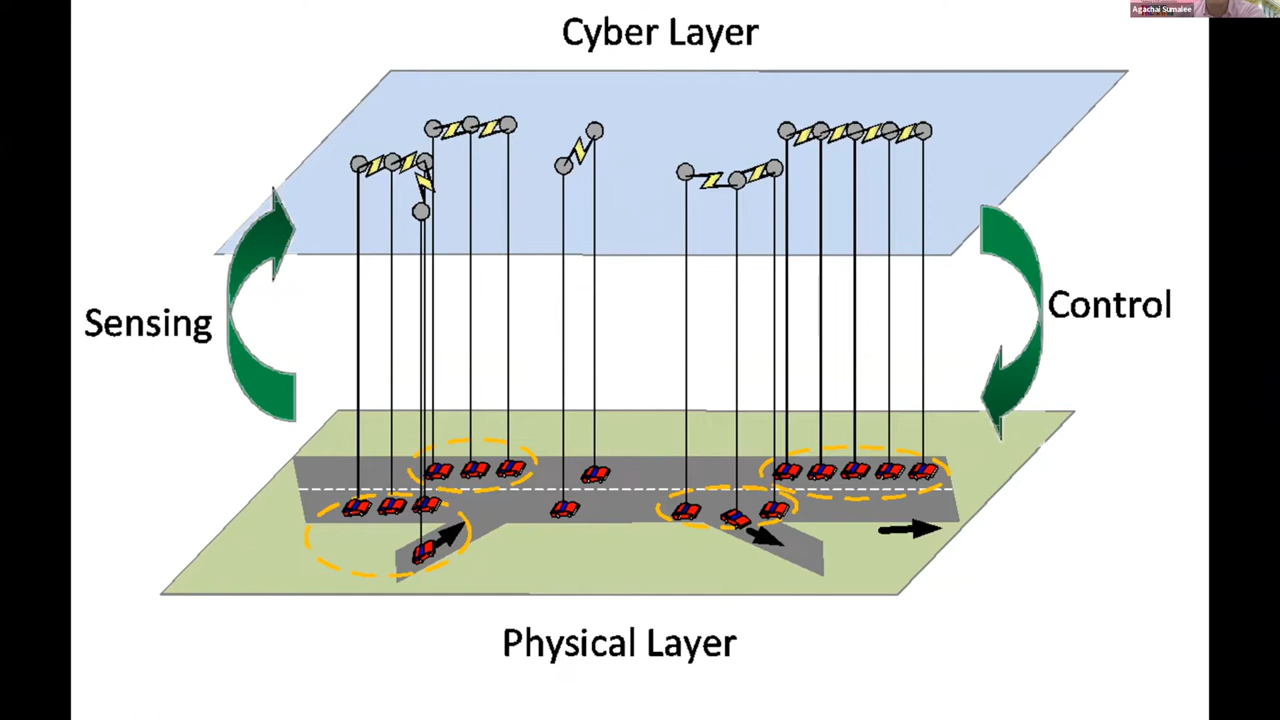 Agachai Sumalee
Cyber Layer
Sensing
Control
Physical Layer